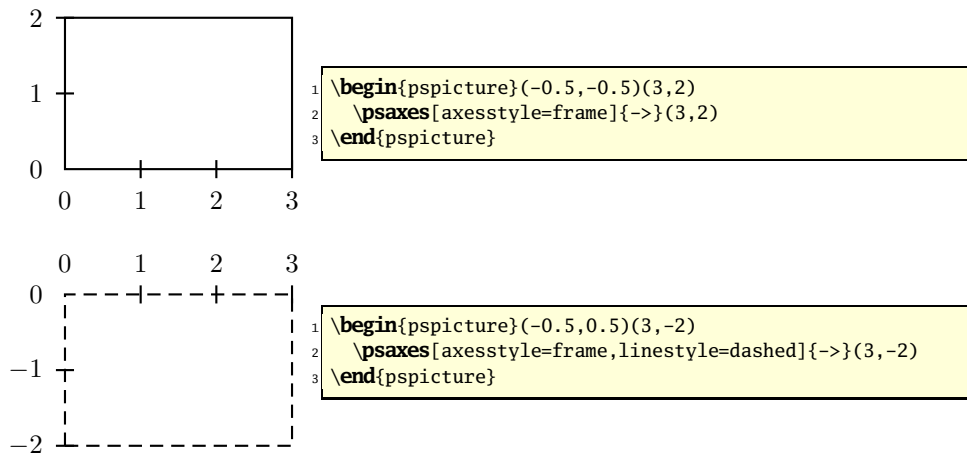 2
1
0
0 1 2 3
1 \begin{pspicture}(-0.5,-0.5)(3,2)
2 \psaxes[axesstyle=frame]{->}(3,2)
3 \end{pspicture}
0 1 2 3
0
−1
−2
1 \begin{pspicture}(-0.5,0.5)(3,-2)
2 \psaxes[axesstyle=frame,linestyle=dashed]{->}(3,-2)
3 \end{pspicture}